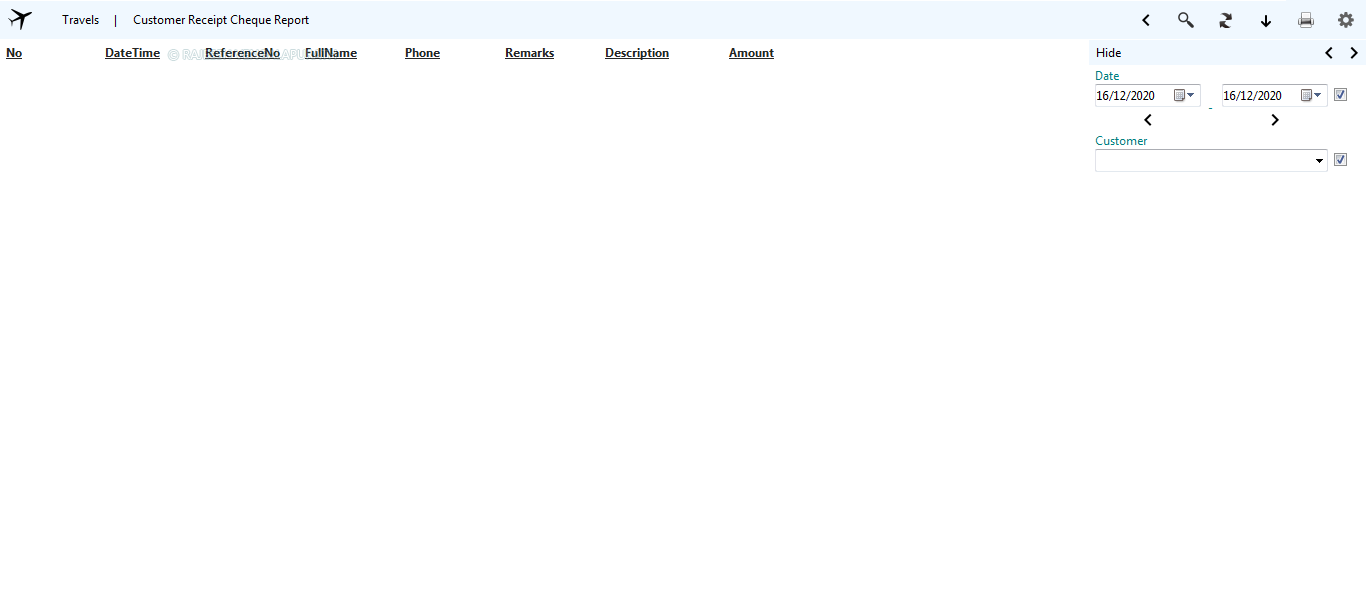 Travels | Customer Receipt Cheque Report
No DateTime ReferenceNo FullName Phone Remarks Description Amount
Hide
Date
16/12/2020 - 16/12/2020
Customer